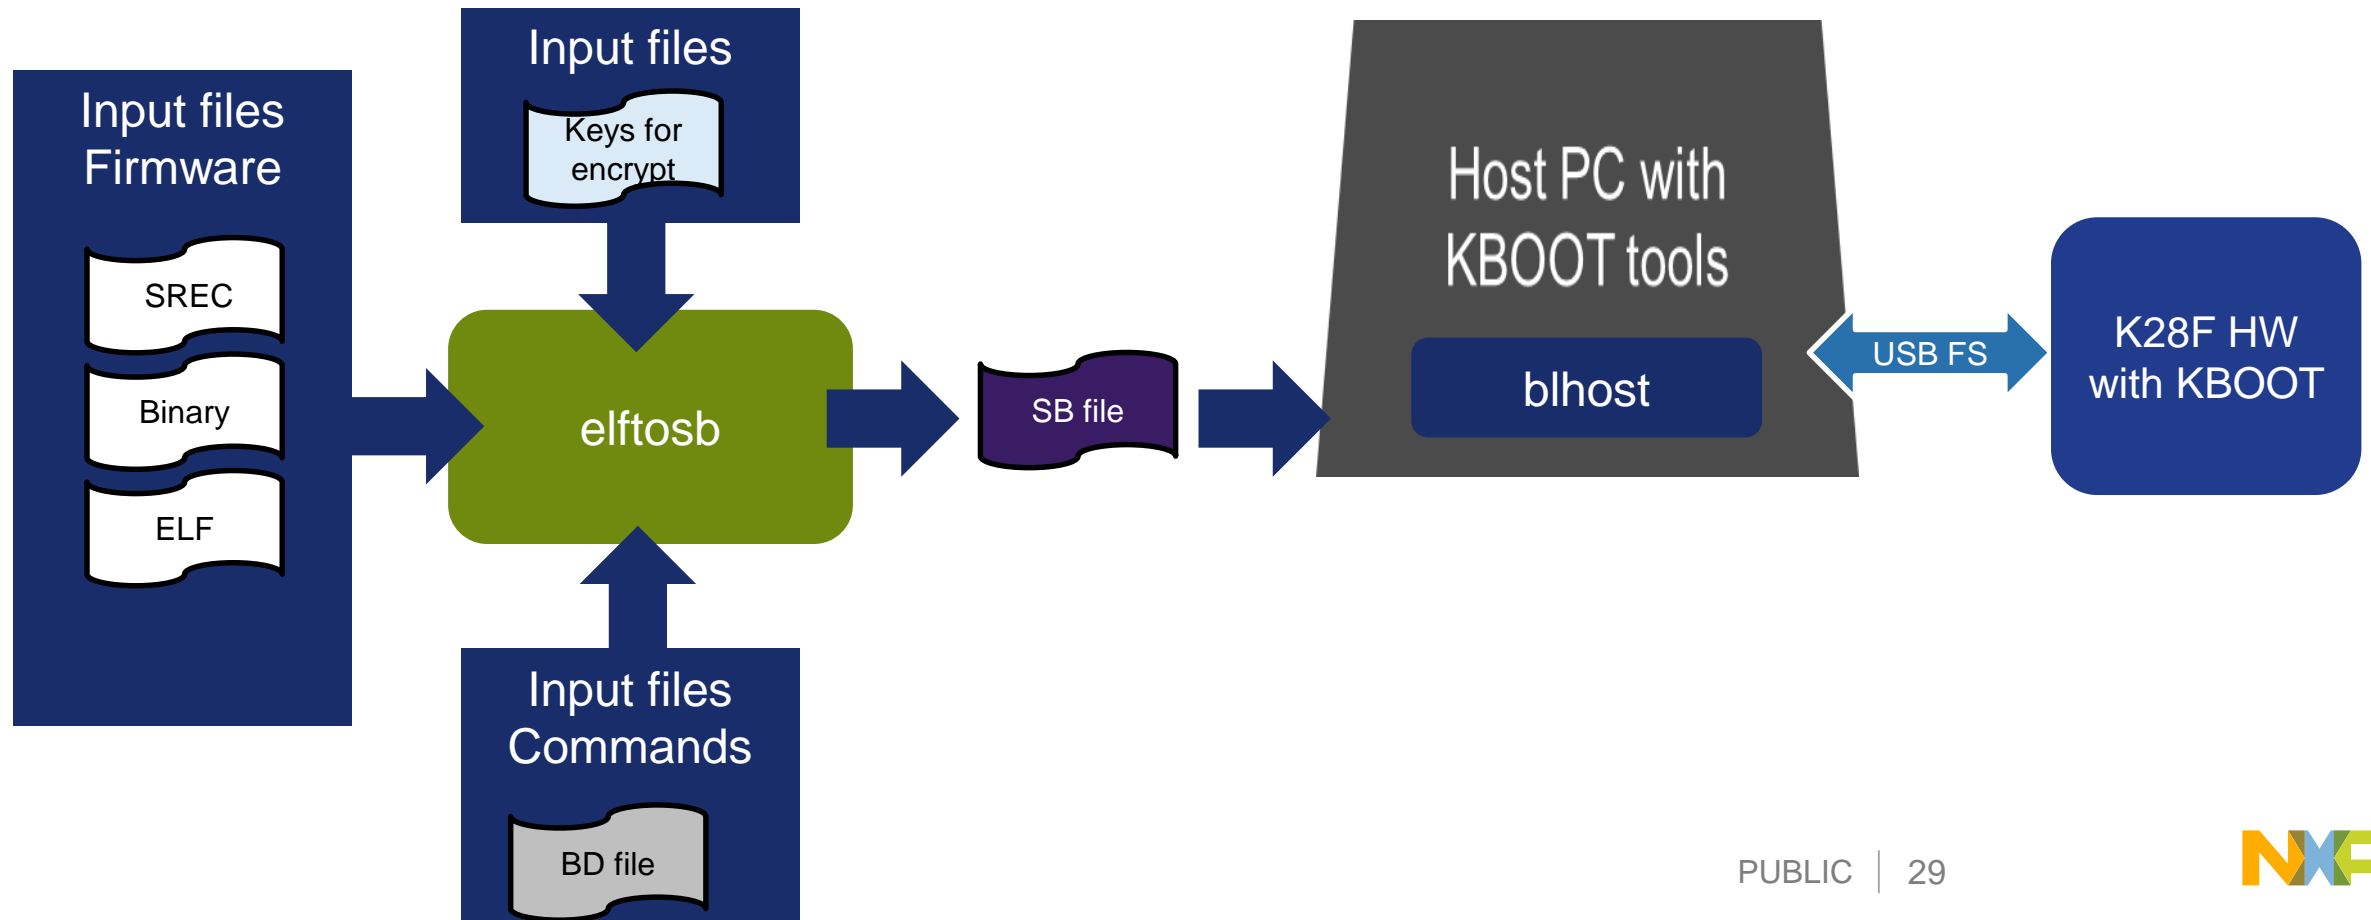 Input files
Firmware
SREC
Binary
ELF
Input files
Keys for
encrypt
elftosb
Input files
Commands
BD file
SB file
Host PC with
KBOOT tools
blhost
USB FS
K28F HW
with KBOOT
PUBLIC
29
NXP